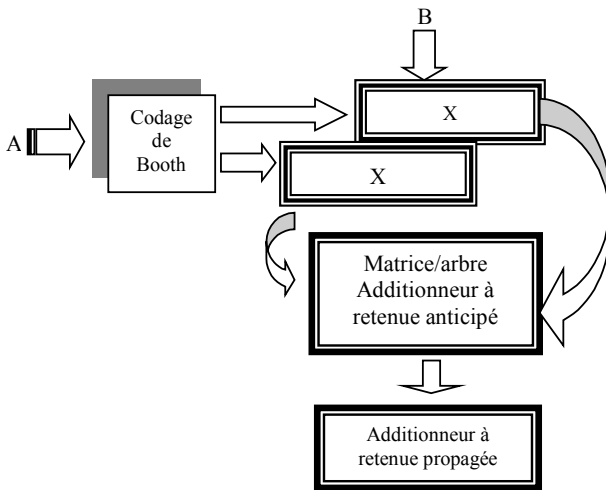 B
A
Codage
de
Booth
X
X
Matrice/arbre
Additionneur à
retenue anticipé
Additionneur à
retenue propagée